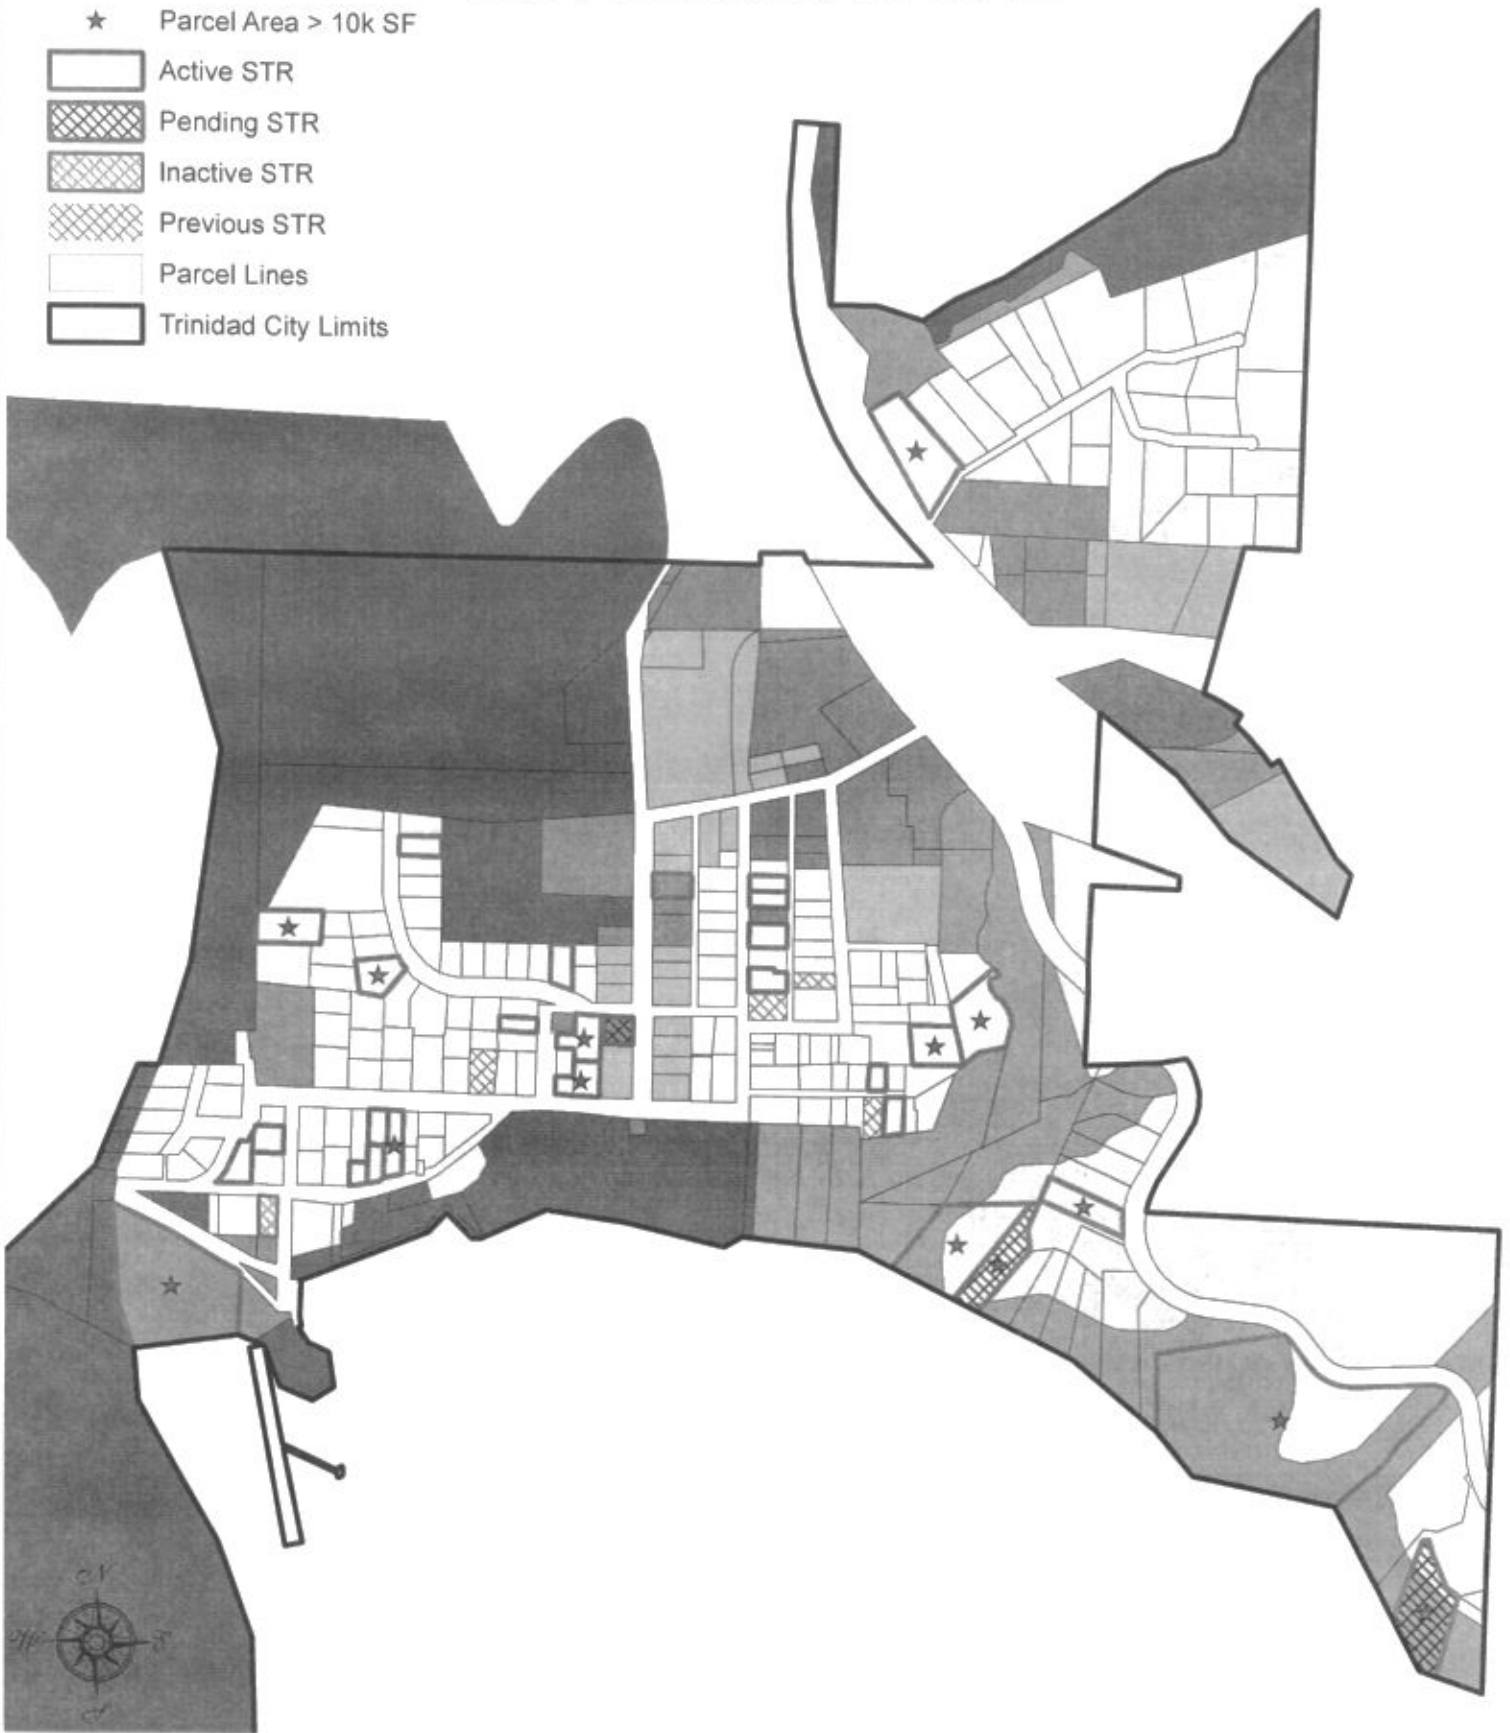 Parcel Area > 10k SF
Active STR
Pending STR
Inactive STR
Previous STR
Parcel Lines
Trinidad City Limits
N